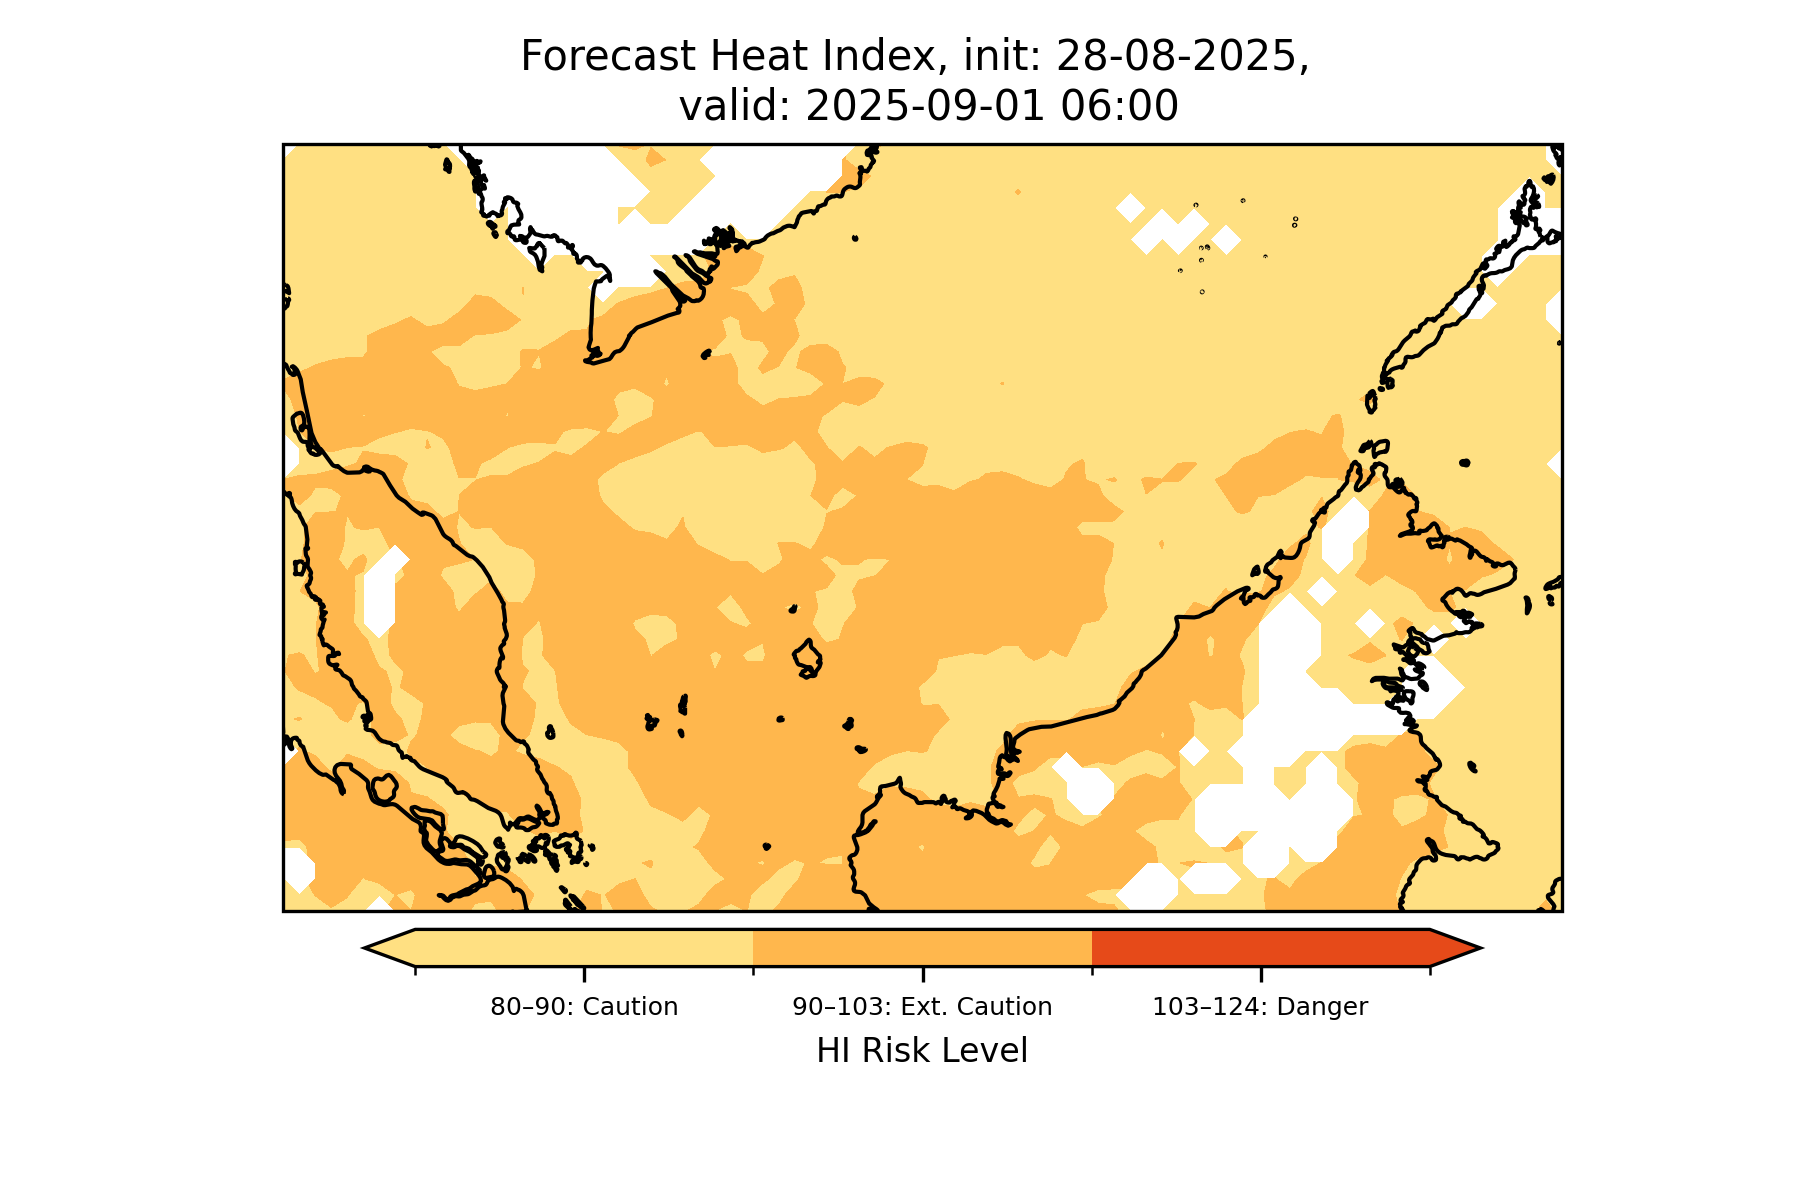 Forecast Heat Index, init: 28-08-2025,
valid: 2025-09-01 06:00
80–90: Caution
90–103: Ext. Caution
103–124: Danger
HI Risk Level